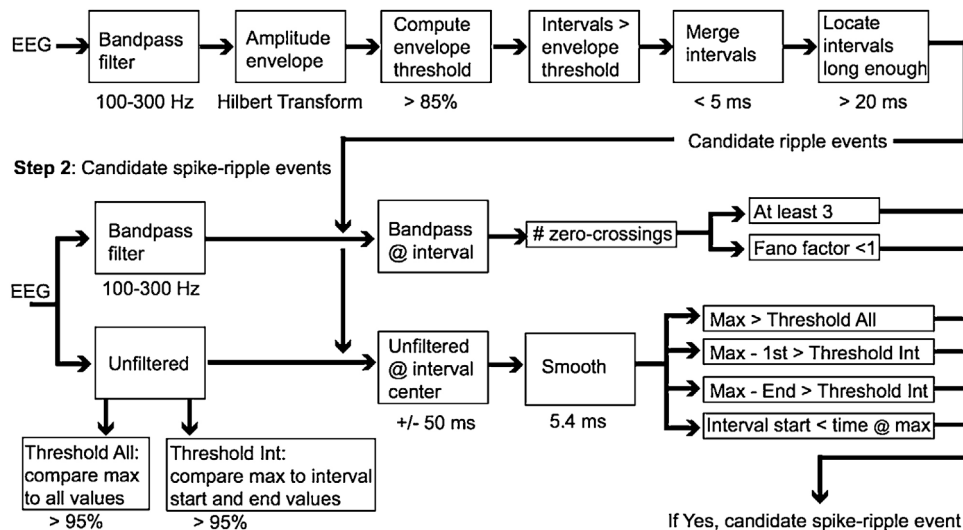 EEG
Bandpass
filter
100-300 Hz
Amplitude
envelope
Hilbert Transform
Compute
envelope
threshold
> 85%
Intervals >
envelope
threshold
Merge
intervals
< 5 ms
Locate
intervals
long enough
> 20 ms
Candidate ripple events
Step 2: Candidate spike-ripple events
EEG
Bandpass
filter
100-300 Hz
Bandpass
@ interval
# zero-crossings
At least 3
Fano factor <1
Unfiltered
Unfiltered
@ interval
center
+/- 50 ms
Smooth
5.4 ms
Max > Threshold All
Max - 1st > Threshold Int
Max - End > Threshold Int
Interval start < time @ max
Threshold All:
compare max
to all values
> 95%
Threshold Int:
compare max to interval
start and end values
> 95%
If Yes, candidate spike-ripple event